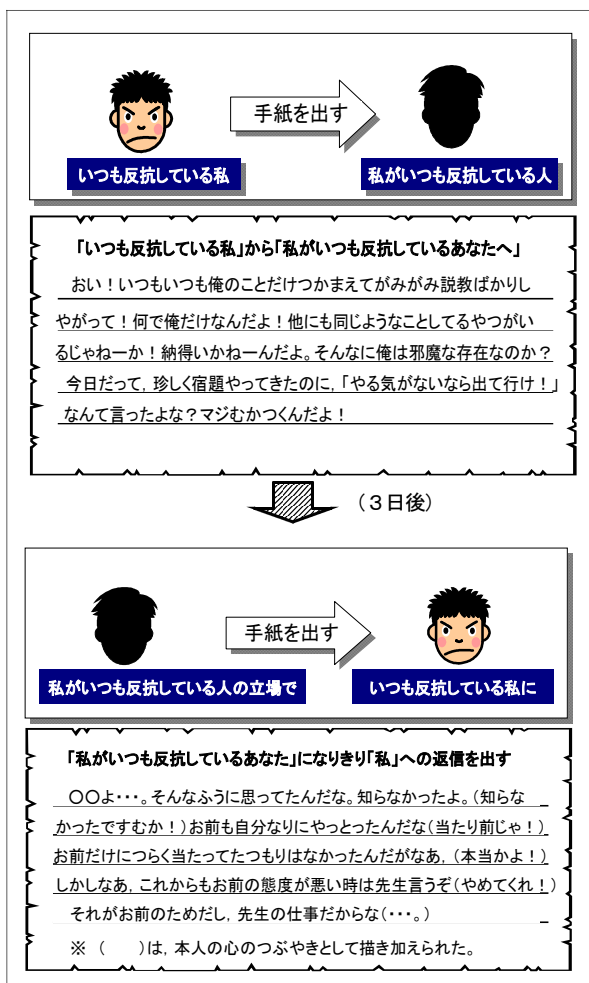 手紙を出す
いつも反抗している私
私がいつも反抗している人
「いつも反抗している私」から「私がいつも反抗しているあなたへ」
おい！いつもいつも俺のことだけつかまえてがみがみ説教ばかりし
やがって！何で俺だけなんだよ！他にも同じようなことしてるやつがい
るじゃねーか！納得いかねーんだよ。そんなに俺は邪魔な存在なのか？
今日だって，珍しく宿題やってきたのに，「やる気がないなら出て行け！」
なんて言ったよな？マジむかつくんだよ！
（３日後）
手紙を出す
私がいつも反抗している人の立場で
いつも反抗している私に
「私がいつも反抗しているあなた」になりきり「私」への返信を出す
〇〇よ・・・。そんなふうに思ってたんだな。知らなかったよ。（知らな
かったですむか！）お前も自分なりにやっとったんだな（当たり前じゃ！）
お前だけにつらく当たってたつもりはなかったんだがなあ，（本当かよ！）
しかしなあ，これからもお前の態度が悪い時は先生言うぞ（やめてくれ！）
それがお前のためだし，先生の仕事だからな（・・・。）
※（　　）は，本人の心のつぶやきとして描き加えられた。